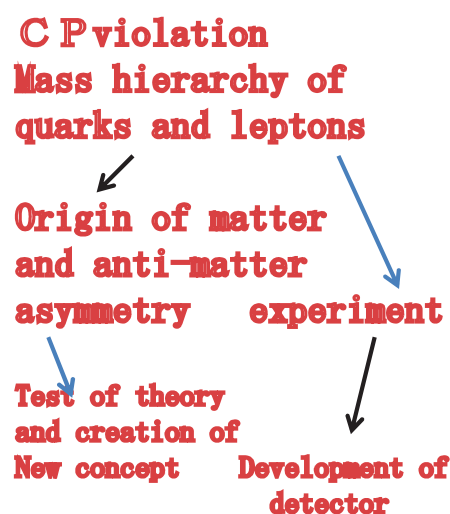 ＣＰviolation
Mass hierarchy of
quarks and leptons
Origin of matter
and anti-matter
asymmetry experiment
Test of theory
and creation of
New concept Development of
detector